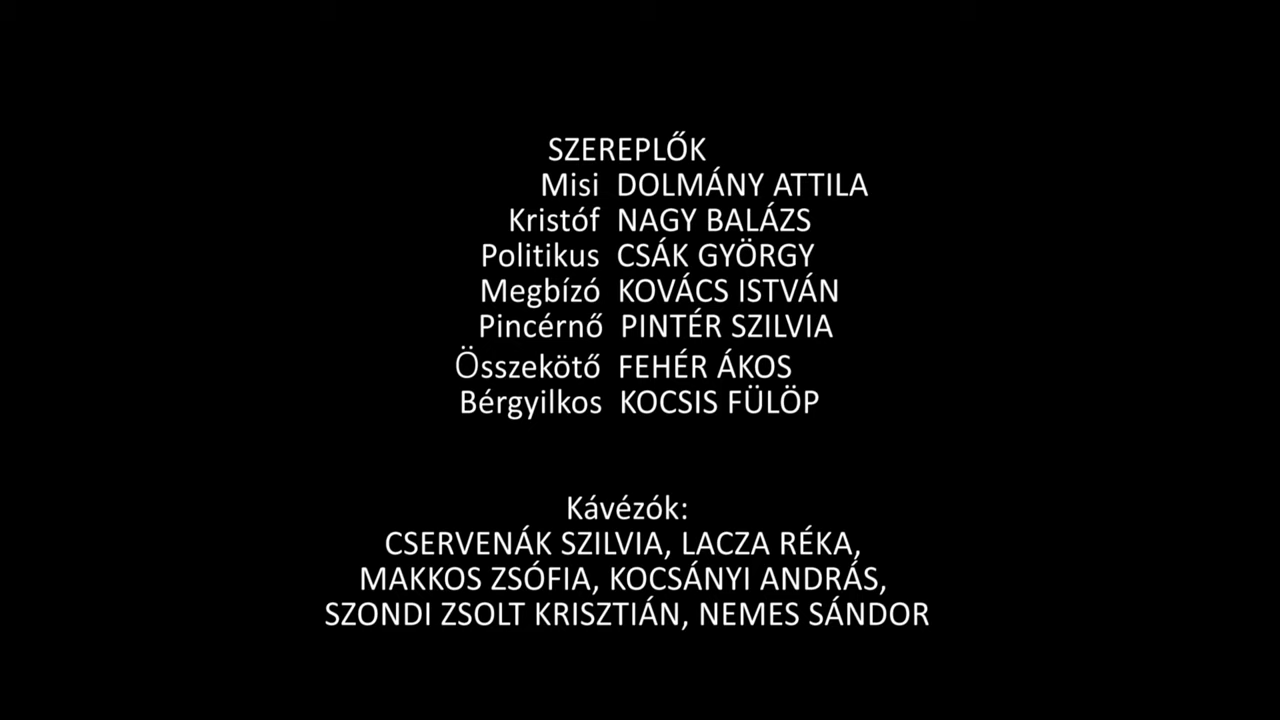 SZEREPLŐK
Misi DOLMÁNY ATTILA
Kristóf NAGY BALÁZS
Politikus CSÁK GYÖRGY
Megbízó KOVÁCS ISTVÁN
Pincérnő PINTÉR SZILVIA
Összekötő FEHÉR ÁKOS
Bérgyilkos KOCSIS FÜLÖP
Kávézók:
CSERVENÁK SZILVIA, LACZA RÉKA,
MAKKOS ZSÓFIA, KOCSÁNYI ANDRÁS,
SZONDI ZSOLT KRISZTIÁN, NEMES SÁNDOR